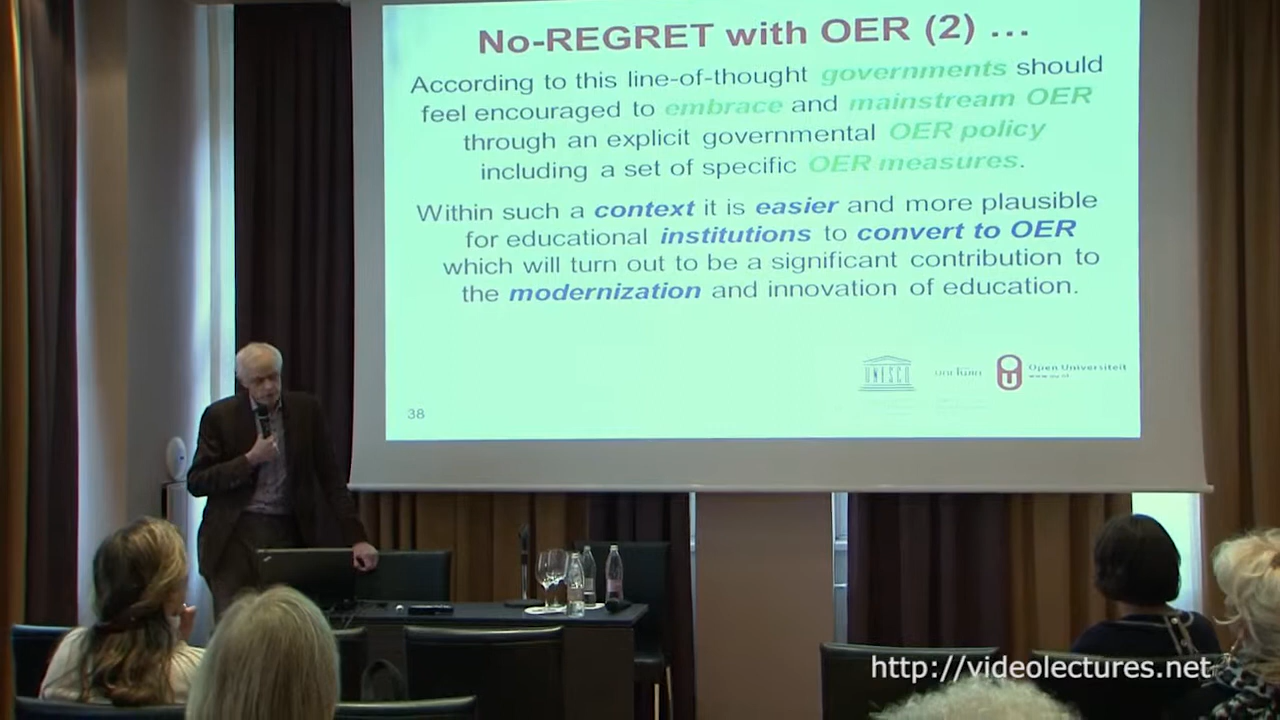 No-REGRET with OER (2) ...
According to this line-of-thought governments should
feel encouraged to embrace and mainstream OER
through an explicit governmental OER policy
including a set of specific OER measures.
Within such a context it is easier and more plausible
for educational institutions to convert to OER
which will turn out to be a significant contribution to
the modernization and innovation of education.
UNESCO
Open Universiteit
38
http://videolectures.net